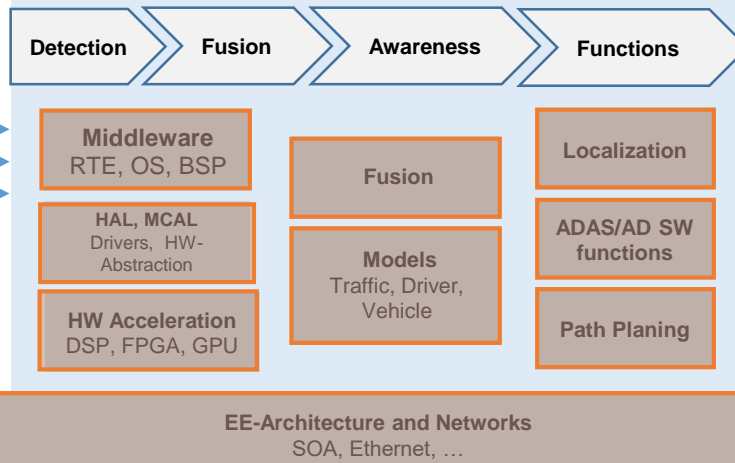 Detection
Fusion
Awareness
Functions
Middleware
RTE, OS, BSP
HAL, MCAL
Drivers, HW-
Abstraction
HW Acceleration
DSP, FPGA, GPU
Fusion
Models
Traffic, Driver,
Vehicle
Localization
ADAS/AD SW
functions
Path Planing
EE-Architecture and Networks
SOA, Ethernet, …